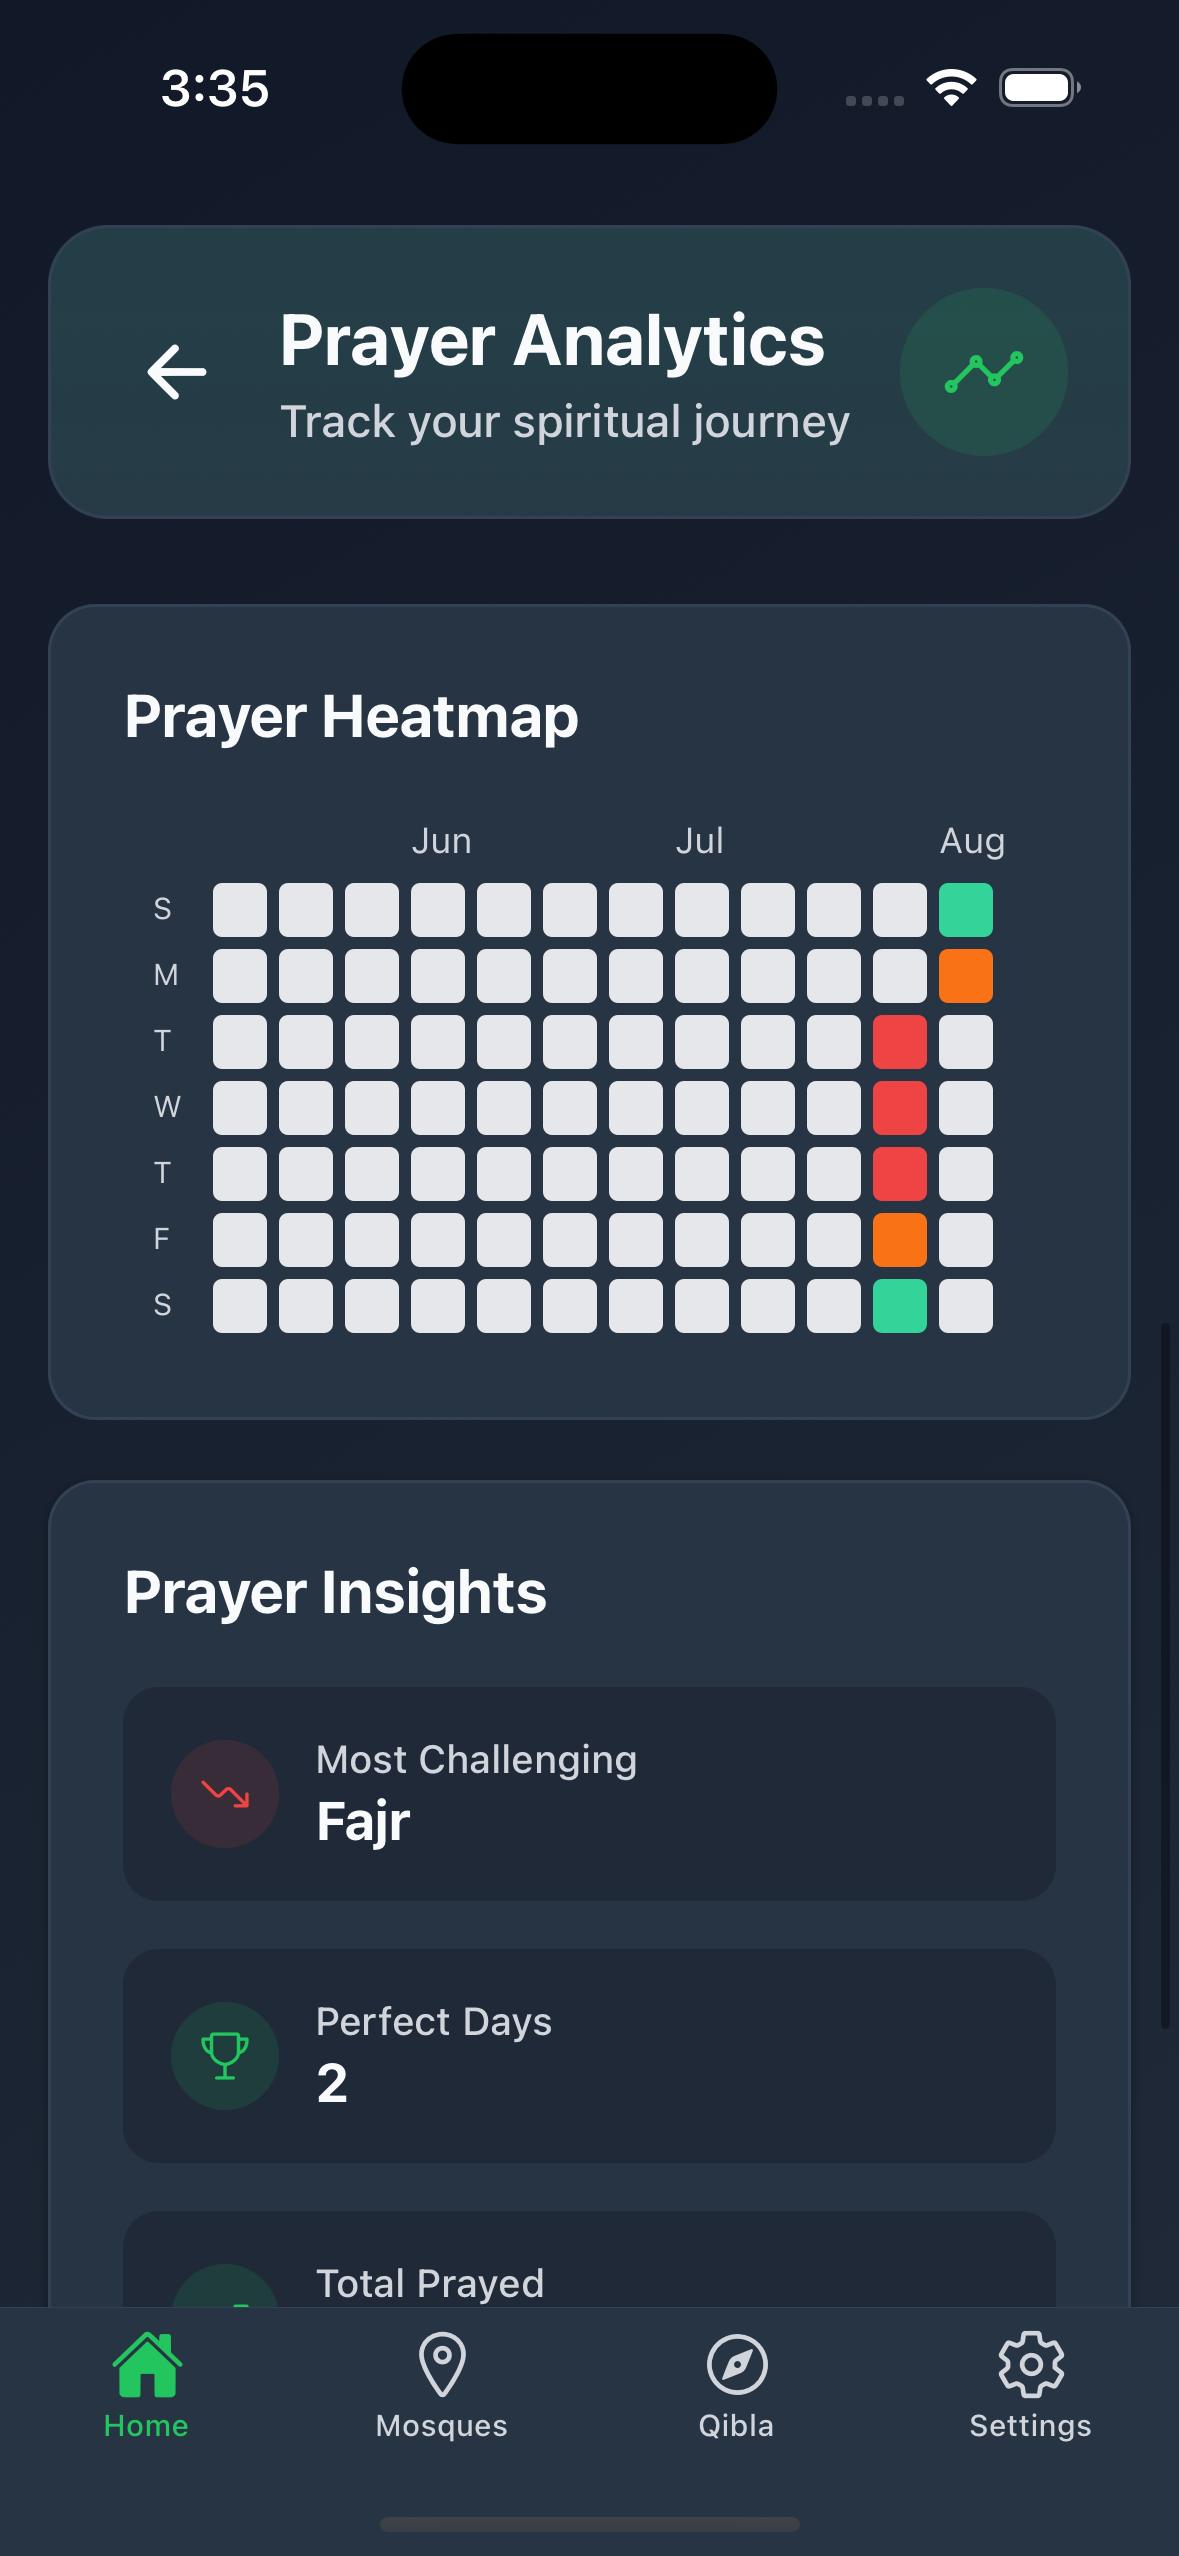 3:35
Prayer Analytics
Track your spiritual journey
Prayer Heatmap
Jun Jul Aug
S
M
T
W
T
F
S
Prayer Insights
Most Challenging
Fajr
Perfect Days
2
Total Prayed
Home Mosques Qibla Settings